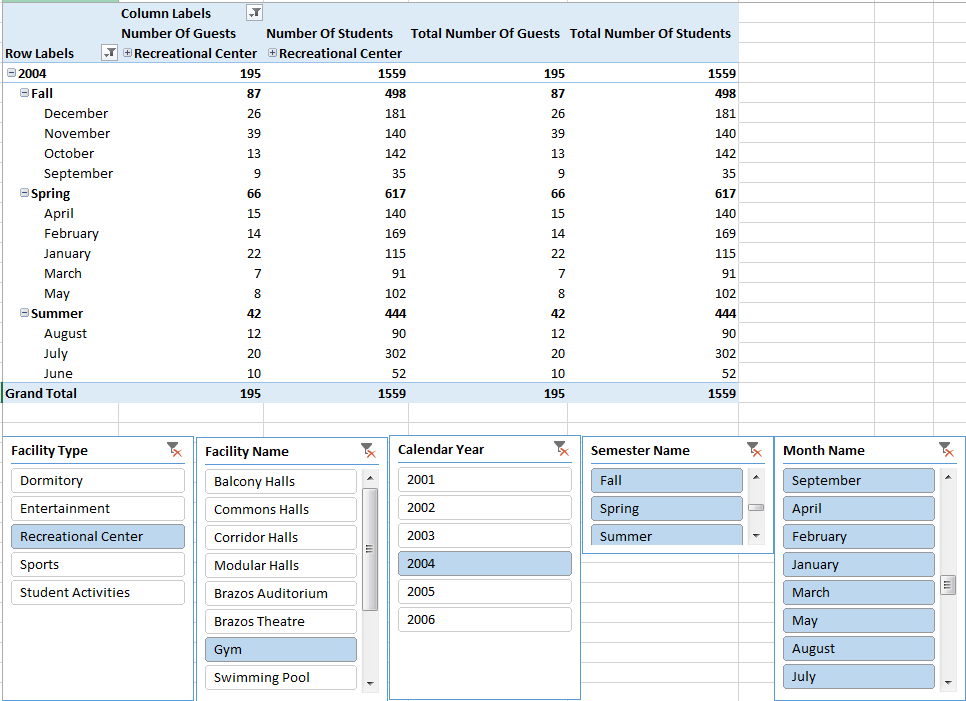 Column Labels
Number Of Guests Number Of Students Total Number Of Guests Total Number Of Students
Row Labels Recreational Center Recreational Center
2004 195 1559 195 1559
Fall 87 498 87 498
December 26 181 26 181
November 39 140 39 140
October 13 142 13 142
September 9 35 9 35
Spring 66 617 66 617
April 15 140 15 140
February 14 169 14 169
January 22 115 22 115
March 7 91 7 91
May 8 102 8 102
Summer 42 444 42 444
August 12 90 12 90
July 20 302 20 302
June 10 52 10 52
Grand Total 195 1559 195 1559
Facility Type
Dormitory
Entertainment
Recreational Center
Sports
Student Activities
Facility Name
Balcony Halls
Commons Halls
Corridor Halls
Modular Halls
Brazos Auditorium
Brazos Theatre
Gym
Swimming Pool
Calendar Year
2001
2002
2003
2004
2005
2006
Semester Name
Fall
Spring
Summer
Month Name
September
April
February
January
March
May
August
July